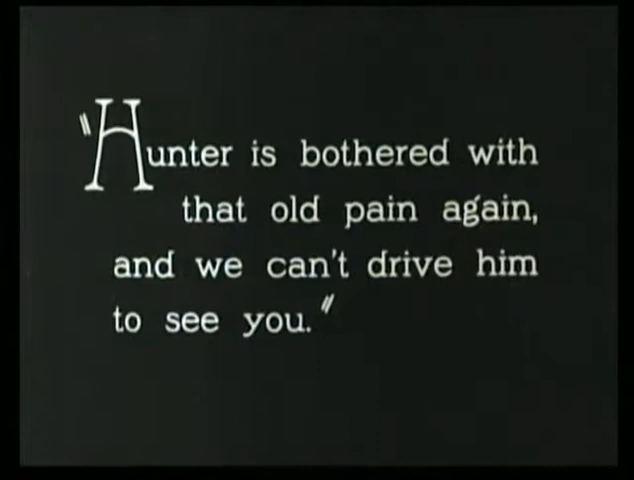 "Hunter is bothered with
that old pain again,
and we can't drive him
to see you."